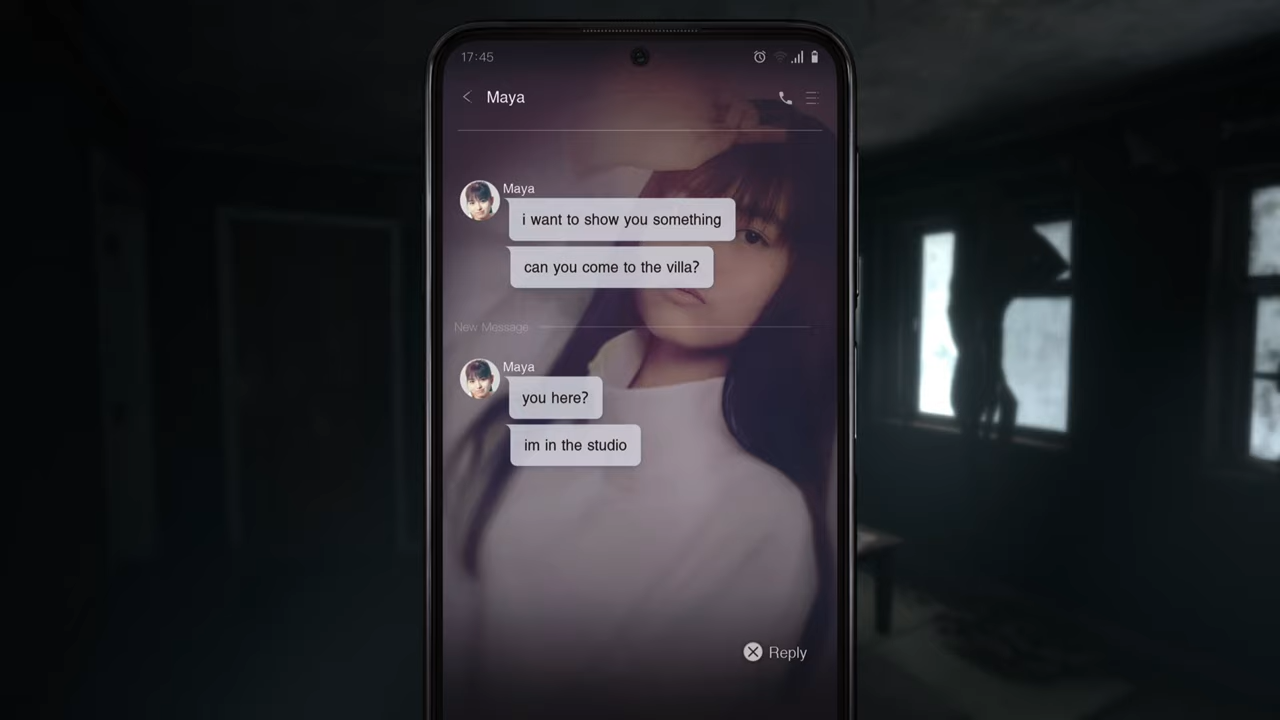 17:45
Maya
Maya
i want to show you something
can you come to the villa?
New Message
Maya
you here?
im in the studio
Reply